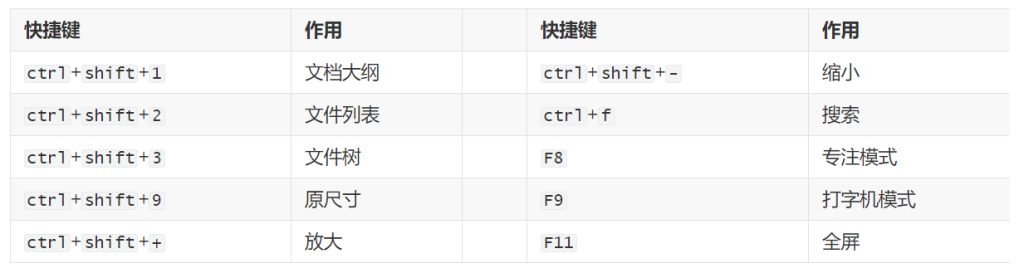 快捷键 作用 快捷键 作用
ctrl+shift+1 文档大纲 ctrl+shift+- 缩小
ctrl+shift+2 文件列表 ctrl+f 搜索
ctrl+shift+3 文件树 F8 专注模式
ctrl+shift+9 原尺寸 F9 打字机模式
ctrl+shift++ 放大 F11 全屏